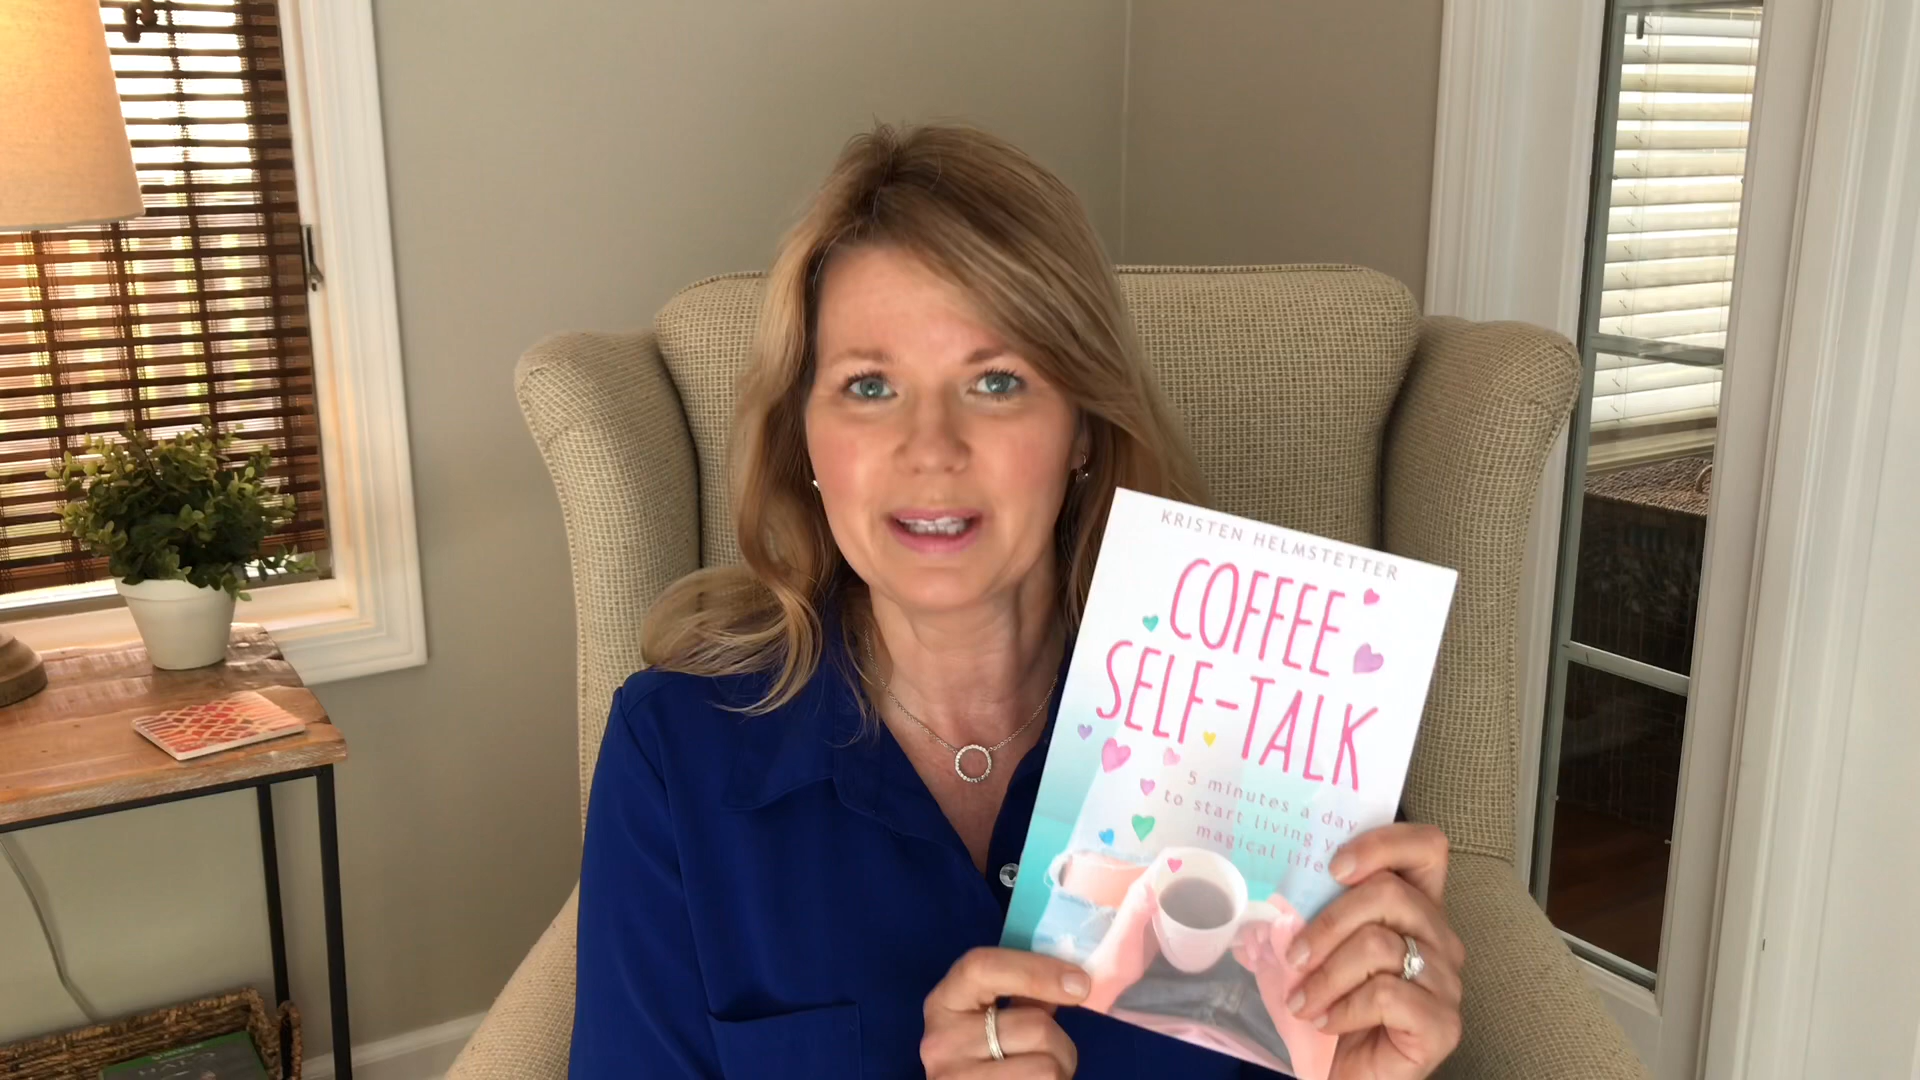 KRISTEN HELMSTETTER
COFFEE
SELF-TALK
5 minutes a day
to start living
magical life